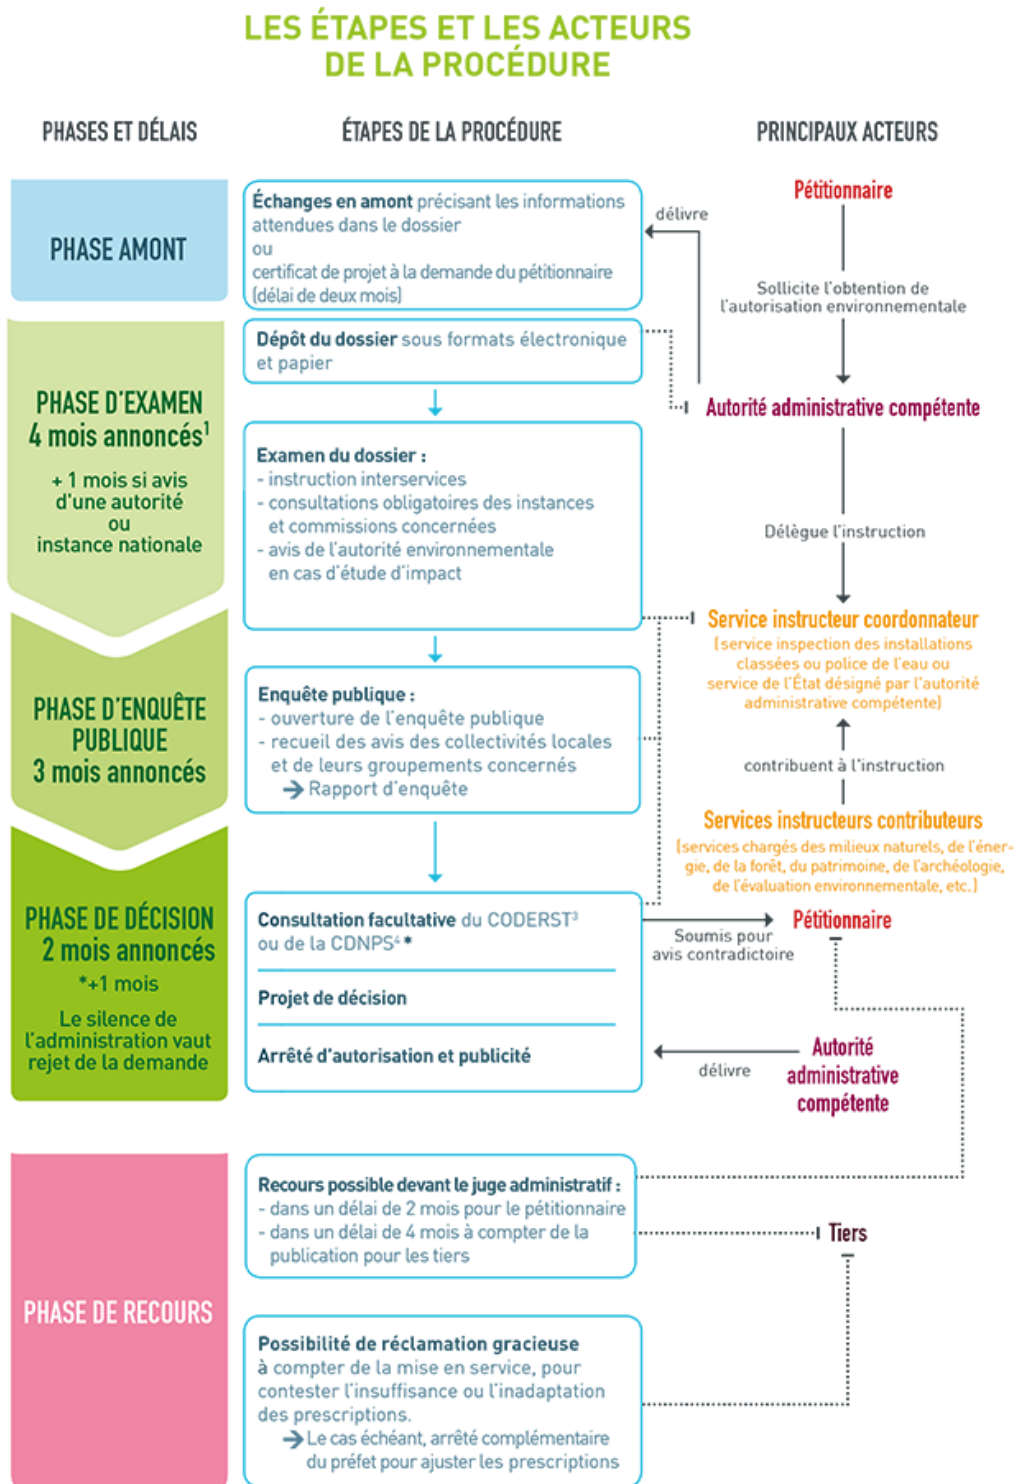 LES ÉTAPES ET LES ACTEURS
DE LA PROCÉDURE
PHASES ET DÉLAIS
ÉTAPES DE LA PROCÉDURE
PRINCIPAUX ACTEURS
PHASE AMONT
Échanges en amont précisant les informations
attendues dans le dossier
ou
certificat de projet à la demande du pétitionnaire
(délai de deux mois)
délivre
Pétitionnaire
Sollicite l'obtention de
l'autorisation environnementale
PHASE D'EXAMEN
4 mois annoncés¹
+ 1 mois si avis
d'une autorité
ou
instance nationale
Dépôt du dossier sous formats électronique
et papier
Autorité administrative compétente
Examen du dossier :
- instruction interservices
- consultations obligatoires des instances
et commissions concernées
- avis de l'autorité environnementale
en cas d'étude d'impact
Délègue l'instruction
Service instructeur coordonnateur
(service inspection des installations
classées ou police de l'eau ou
service de l'État désigné par l'autorité
administrative compétente)
PHASE D'ENQUÊTE
PUBLIQUE
3 mois annoncés
Enquête publique :
- ouverture de l'enquête publique
- recueil des avis des collectivités locales
et de leurs groupements concernés
→ Rapport d'enquête
contribuent à l'instruction
Services instructeurs contributeurs
(services chargés des milieux naturels, de l'éner-
gie, de la forêt, du patrimoine, de l'archéologie,
de l'évaluation environnementale, etc.)
PHASE DE DÉCISION
2 mois annoncés
*+1 mois
Le silence de
l'administration vaut
rejet de la demande
Consultation facultative du CODERST³
ou de la CDNPS⁴ *
Projet de décision
Arrêté d'autorisation et publicité
Soumis pour
avis contradictoire
Pétitionnaire
délivre
Autorité
administrative
compétente
PHASE DE RECOURS
Recours possible devant le juge administratif :
- dans un délai de 2 mois pour le pétitionnaire
- dans un délai de 4 mois à compter de la
publication pour les tiers
Tiers
Possibilité de réclamation gracieuse
à compter de la mise en service, pour
contester l'insuffisance ou l'inadaptation
des prescriptions.
→ Le cas échéant, arrêté complémentaire
du préfet pour ajuster les prescriptions